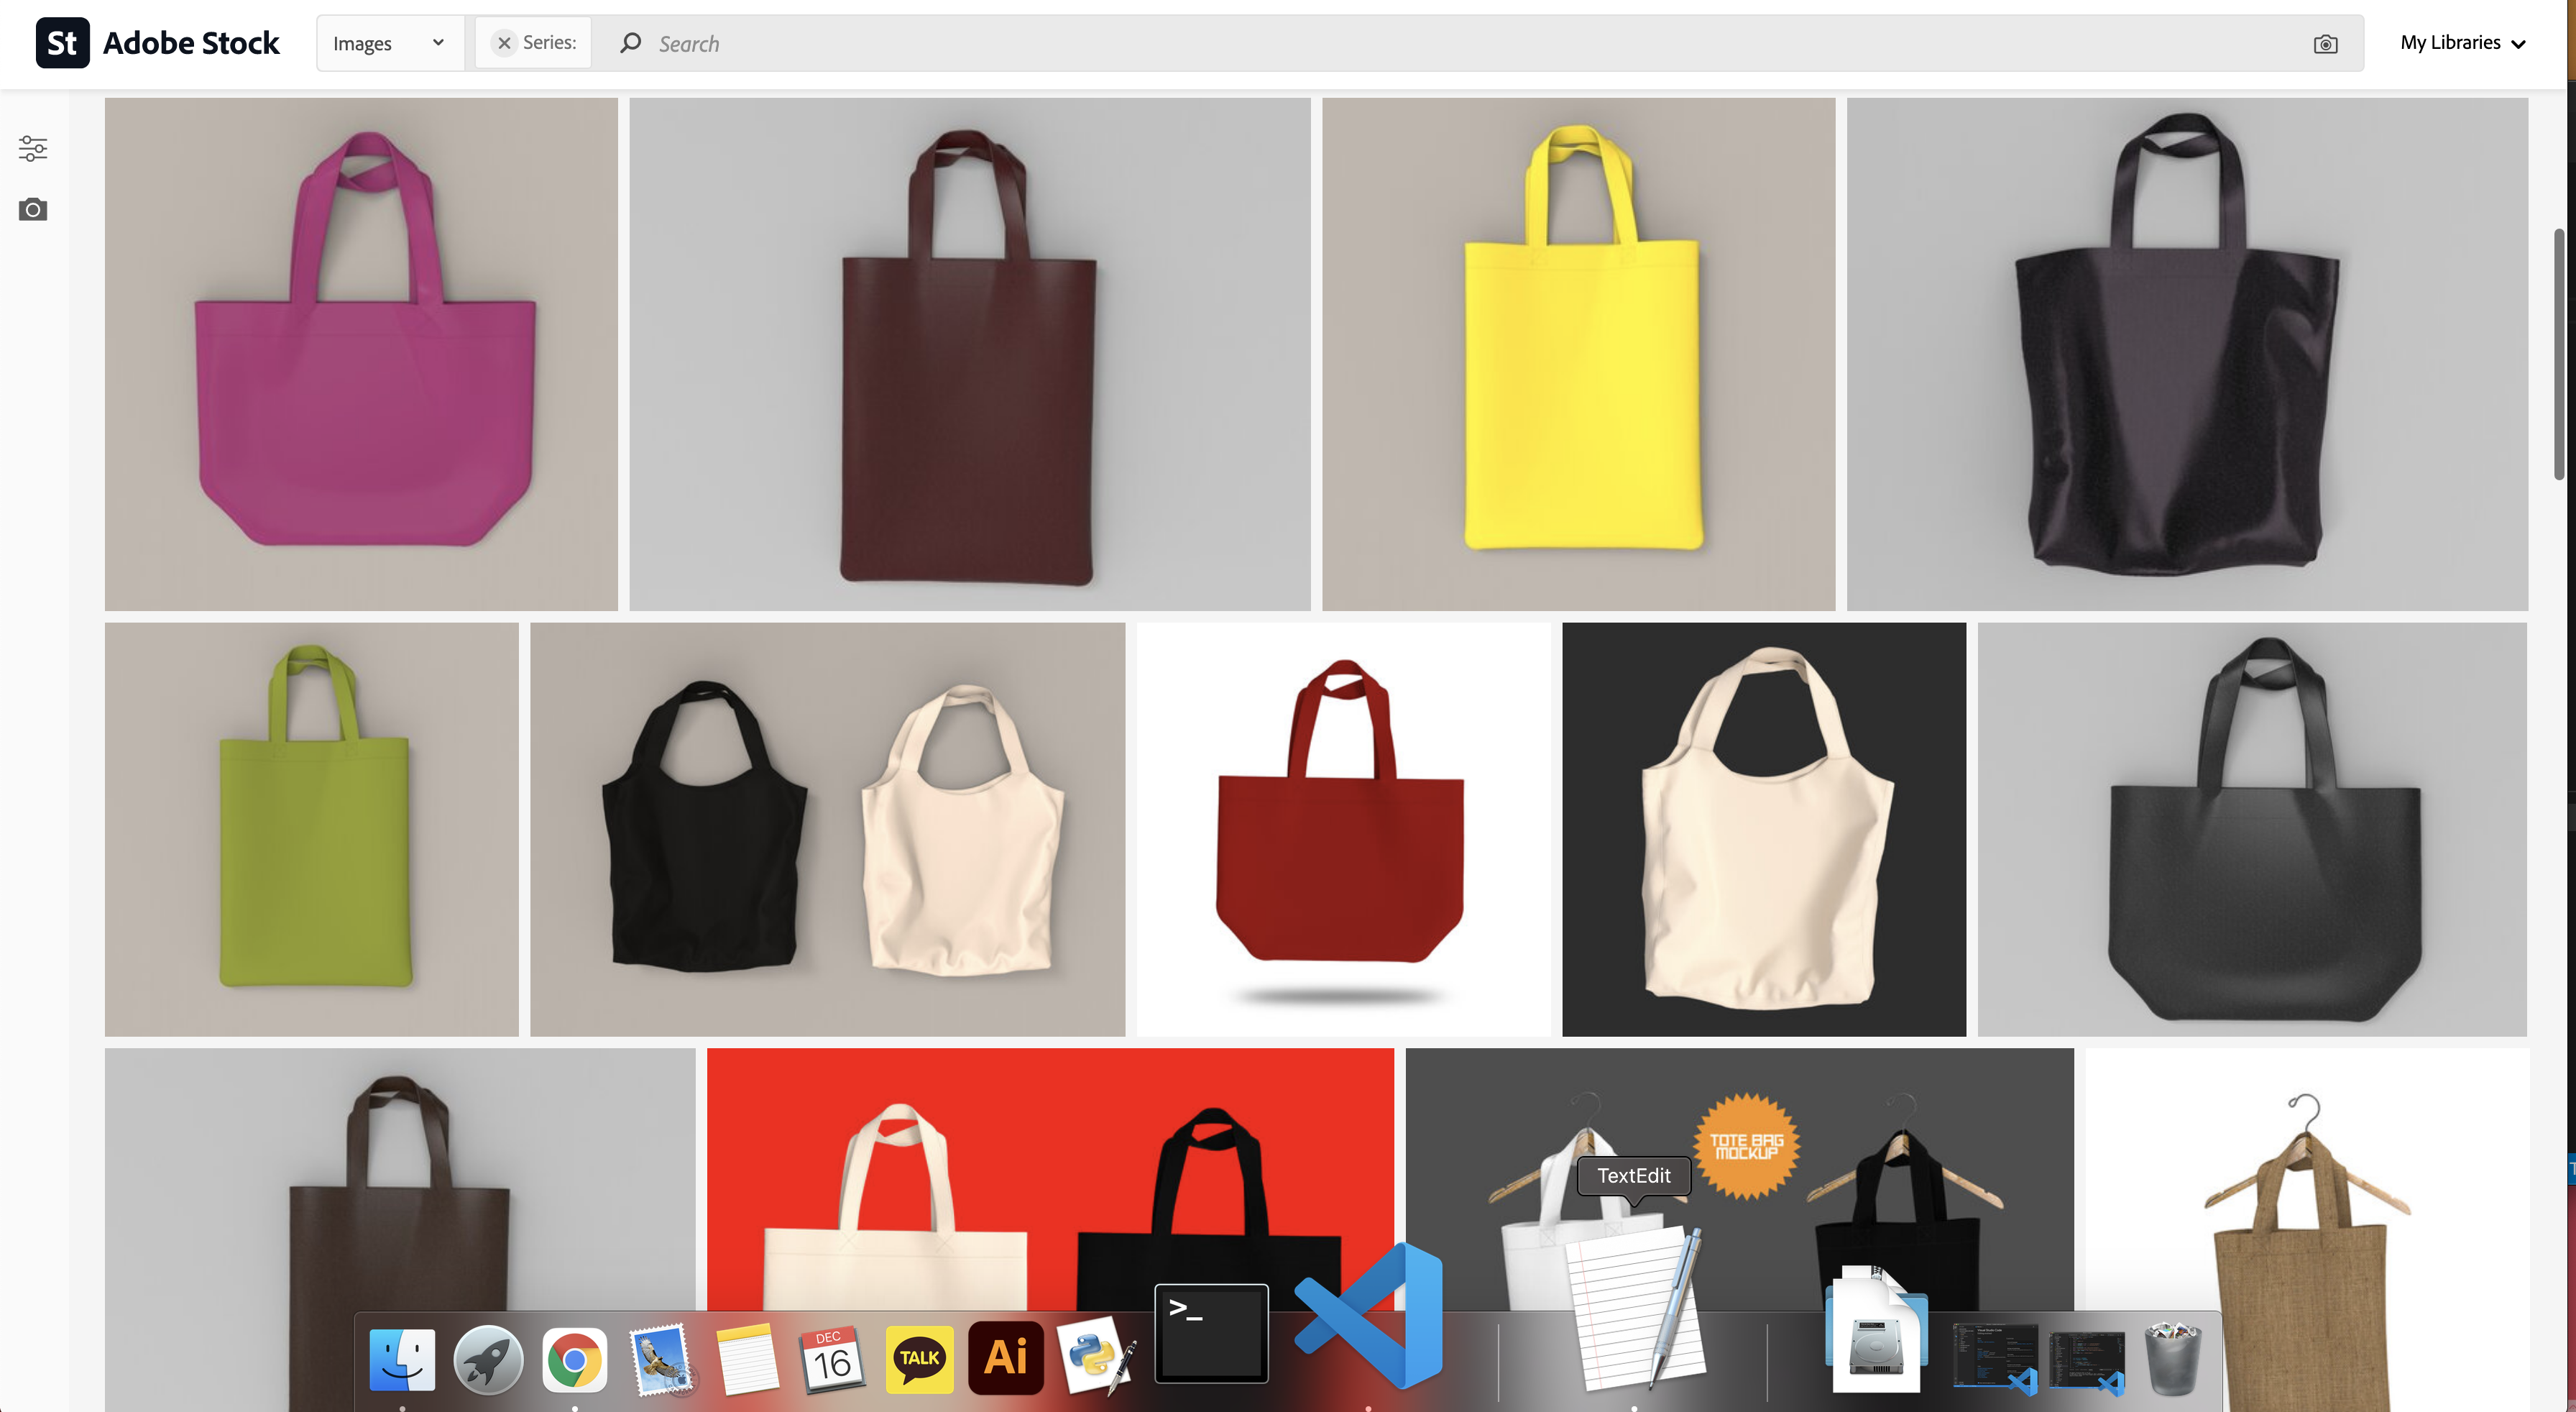 St Adobe Stock
Images
Series:
Search
My Libraries
TOTE BAG
MOCKUP
TextEdit
DEC
16
TALK
Ai
>_